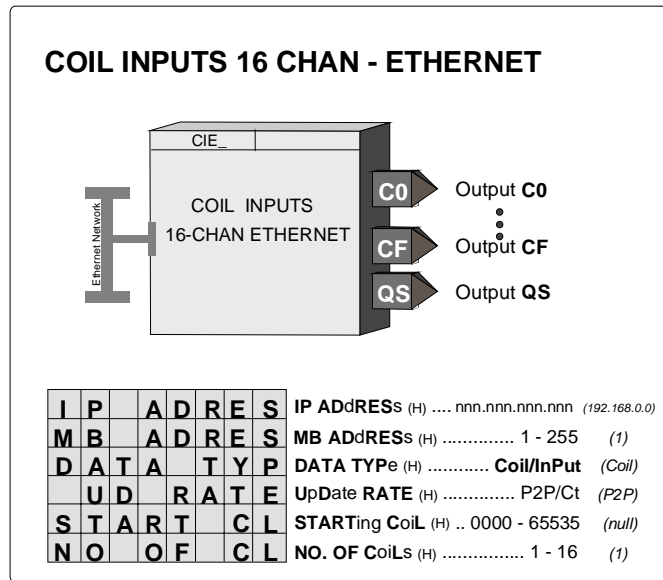 COIL INPUTS 16 CHAN - ETHERNET
CIE_
COIL INPUTS
16-CHAN ETHERNET
Ethernet Network
C0 Output C0
CF Output CF
QS Output QS
IP ADRES IP ADdRESs (H) .... nnn.nnn.nnn.nnn (192.168.0.0)
MB ADRES MB ADdRESs (H) .............. 1 - 255 (1)
DATA TYP DATA TYPe (H) ............ Coil/InPut (Coil)
UD RATE UpDate RATE (H) .............. P2P/Ct (P2P)
START CL STARTing CoiL (H) .. 0000 - 65535 (null)
NO OF CL NO. OF CoiLs (H) ................ 1 - 16 (1)